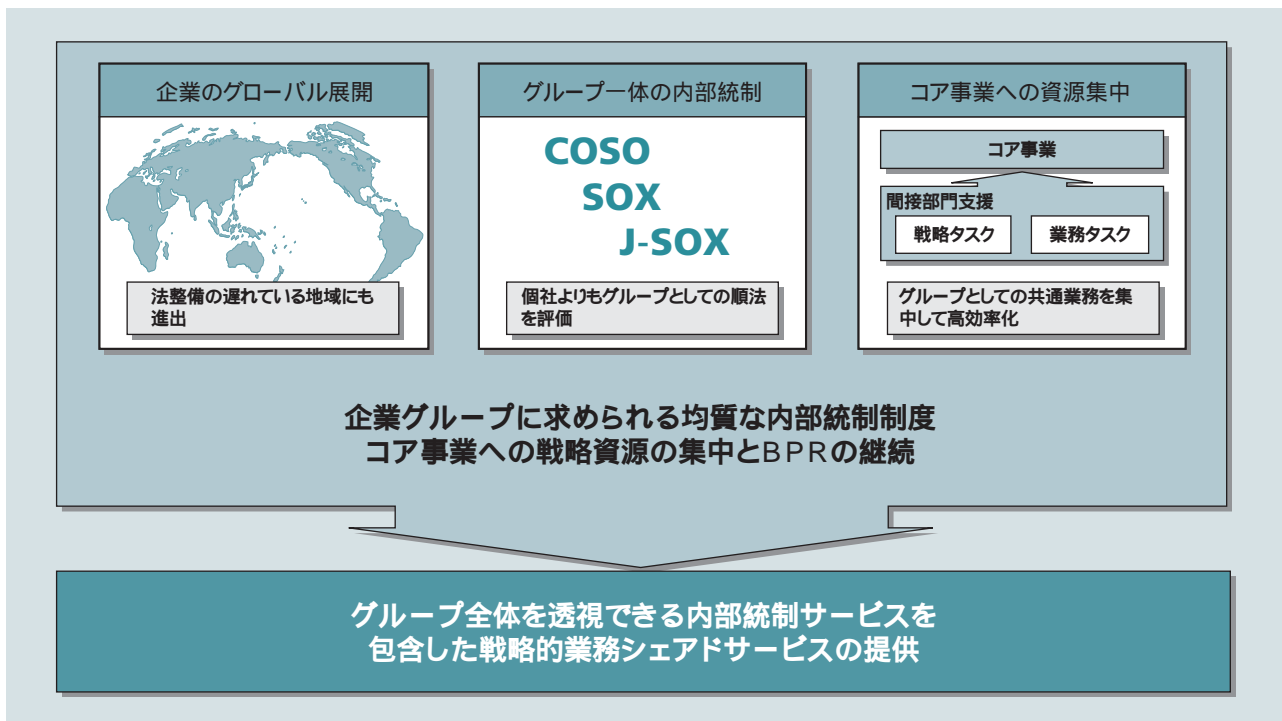 企業のグローバル展開
法整備の遅れている地域にも
進出
グループ一体の内部統制
COSO
SOX
J-SOX
個社よりもグループとしての順法
を評価
コア事業への資源集中
コア事業
間接部門支援
戦略タスク
業務タスク
グループとしての共通業務を集
中して高効率化
企業グループに求められる均質な内部統制制度
コア事業への戦略資源の集中とBPRの継続
グループ全体を透視できる内部統制サービスを
包含した戦略的業務シェアドサービスの提供